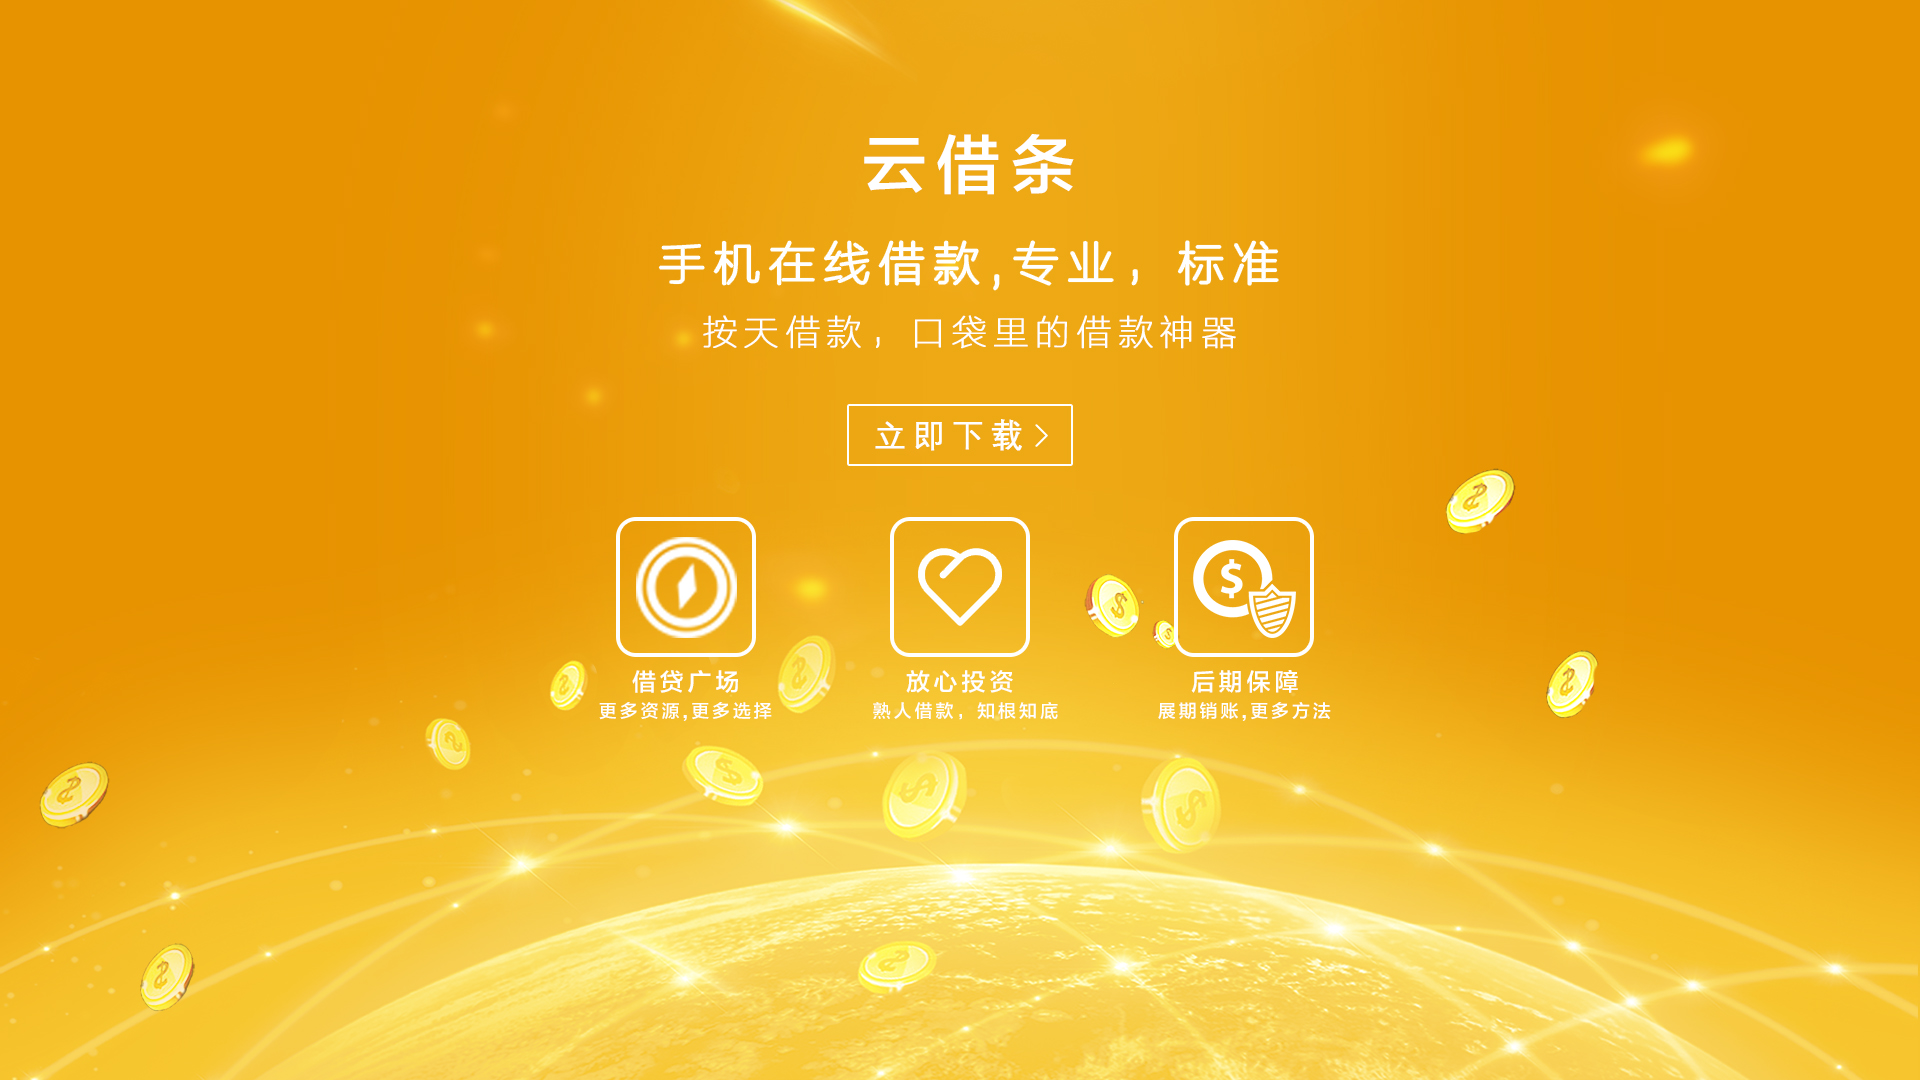 云借条
手机在线借款,专业，标准
按天借款，口袋里的借款神器
立即下载
借贷广场
更多资源,更多选择
放心投资
熟人借款，知根知底
后期保障
展期销账,更多方法